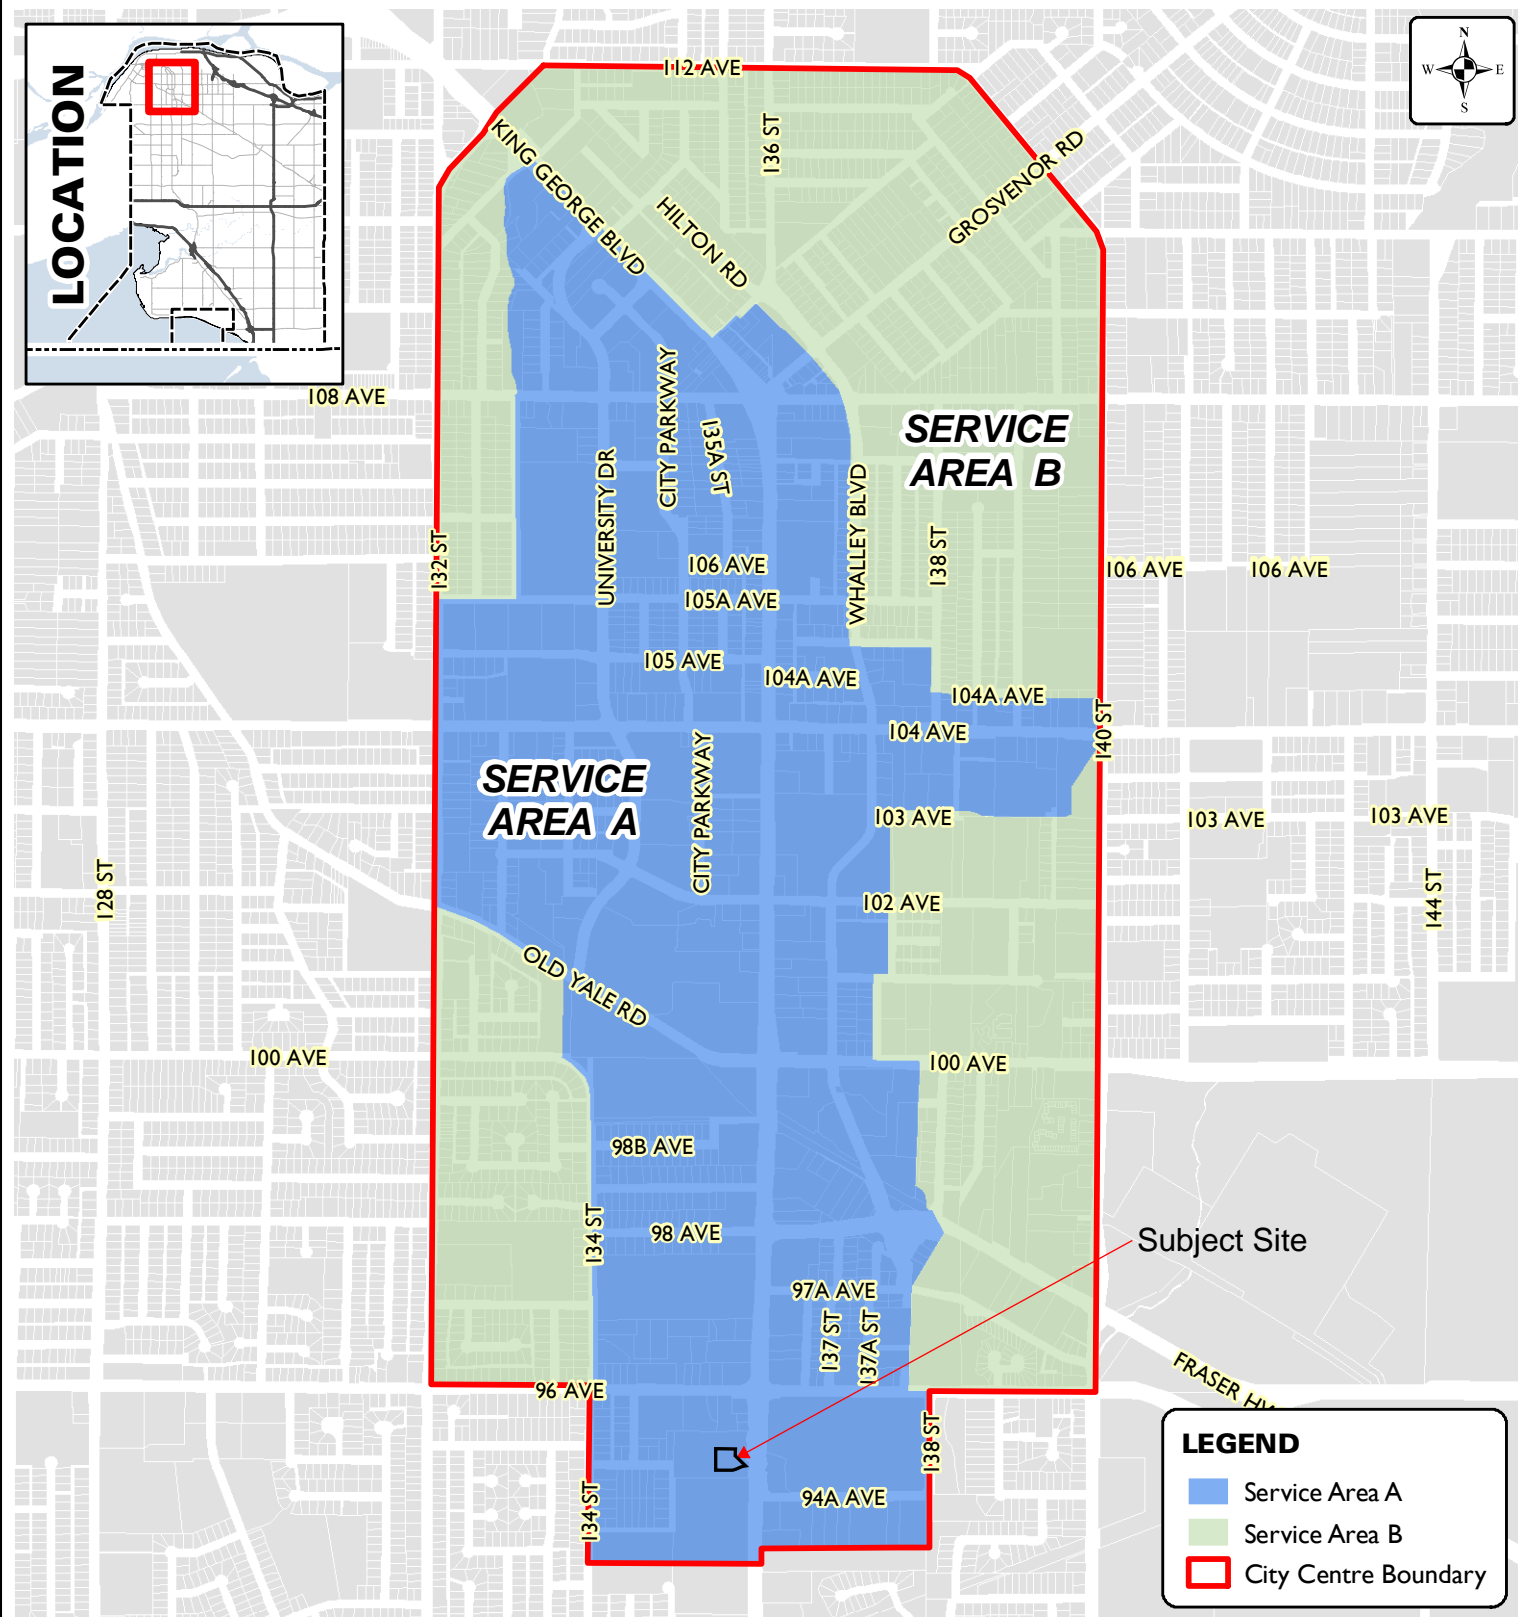 LOCATION
N
W E
S
112 AVE
KING GEORGE BLVD
136 ST
HILTON RD
GROSVENOR RD
108 AVE
CITY PARKWAY
135A ST
SERVICE
AREA B
UNIVERSITY DR
WHALLEY BLVD
132 ST
138 ST
106 AVE
106 AVE
106 AVE
105A AVE
105 AVE
104A AVE
104A AVE
104 AVE
140 ST
SERVICE
AREA A
CITY PARKWAY
103 AVE
103 AVE
103 AVE
128 ST
102 AVE
144 ST
OLD YALE RD
100 AVE
100 AVE
98B AVE
134 ST
98 AVE
Subject Site
97A AVE
137 ST
137A ST
96 AVE
FRASER HW
138 ST
134 ST
94A AVE
LEGEND
Service Area A
Service Area B
City Centre Boundary